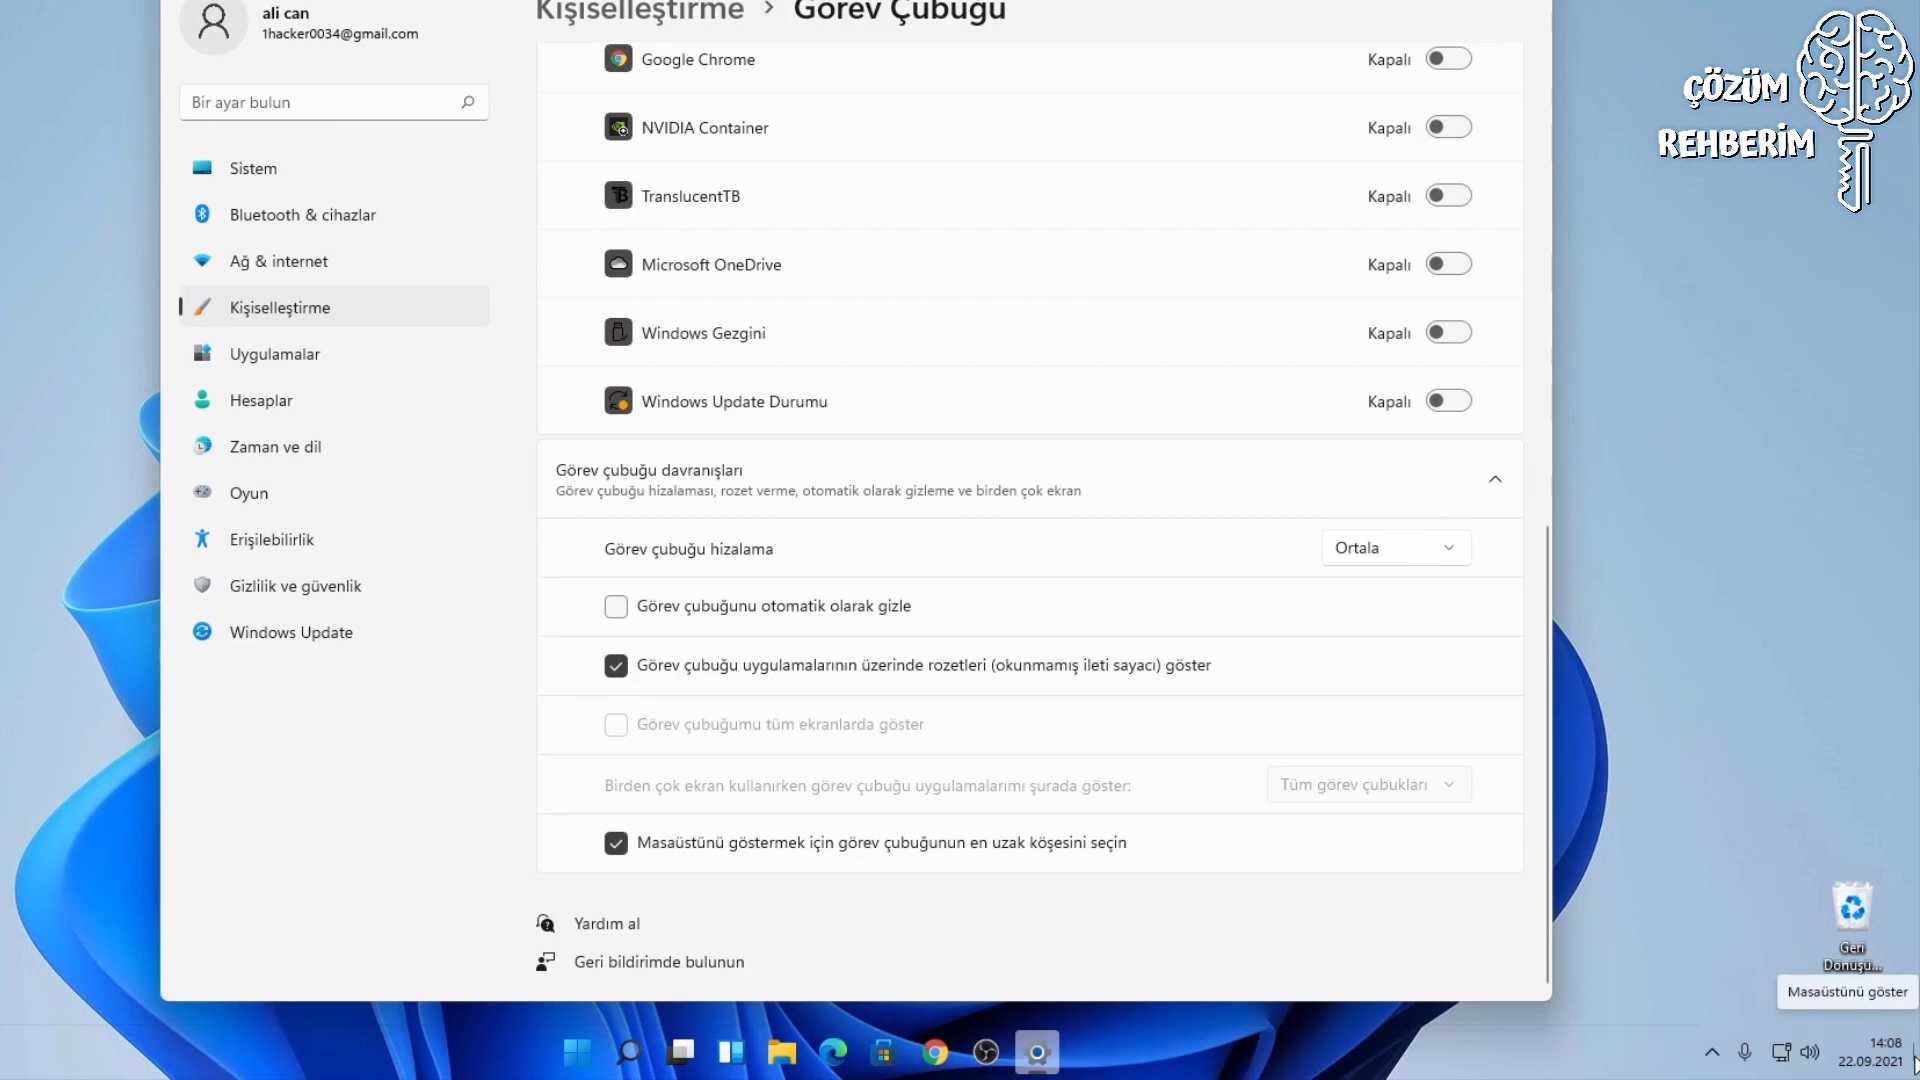 ali can
1hacker0034@gmail.com
Bir ayar bulun
Sistem
Bluetooth & cihazlar
Ağ & internet
Kişiselleştirme
Uygulamalar
Hesaplar
Zaman ve dil
Oyun
Erişilebilirlik
Gizlilik ve güvenlik
Windows Update
Kişiselleştirme > Görev Çubuğu
Google Chrome Kapalı
NVIDIA Container Kapalı
TranslucentTB Kapalı
Microsoft OneDrive Kapalı
Windows Gezgini Kapalı
Windows Update Durumu Kapalı
Görev çubuğu davranışları
Görev çubuğu hizalaması, rozet verme, otomatik olarak gizleme ve birden çok ekran
Görev çubuğu hizalama Ortala
Görev çubuğunu otomatik olarak gizle
Görev çubuğu uygulamalarının üzerinde rozetleri (okunmamış ileti sayacı) göster
Görev çubuğumu tüm ekranlarda göster
Birden çok ekran kullanırken görev çubuğu uygulamalarımı şurada göster: Tüm görev çubukları
Masaüstünü göstermek için görev çubuğunun en uzak köşesini seçin
Yardım al
Geri bildirimde bulunun
ÇÖZÜM
REHBERİM
Geri
Dönüşü...
Masaüstünü göster
14:08
22.09.2021